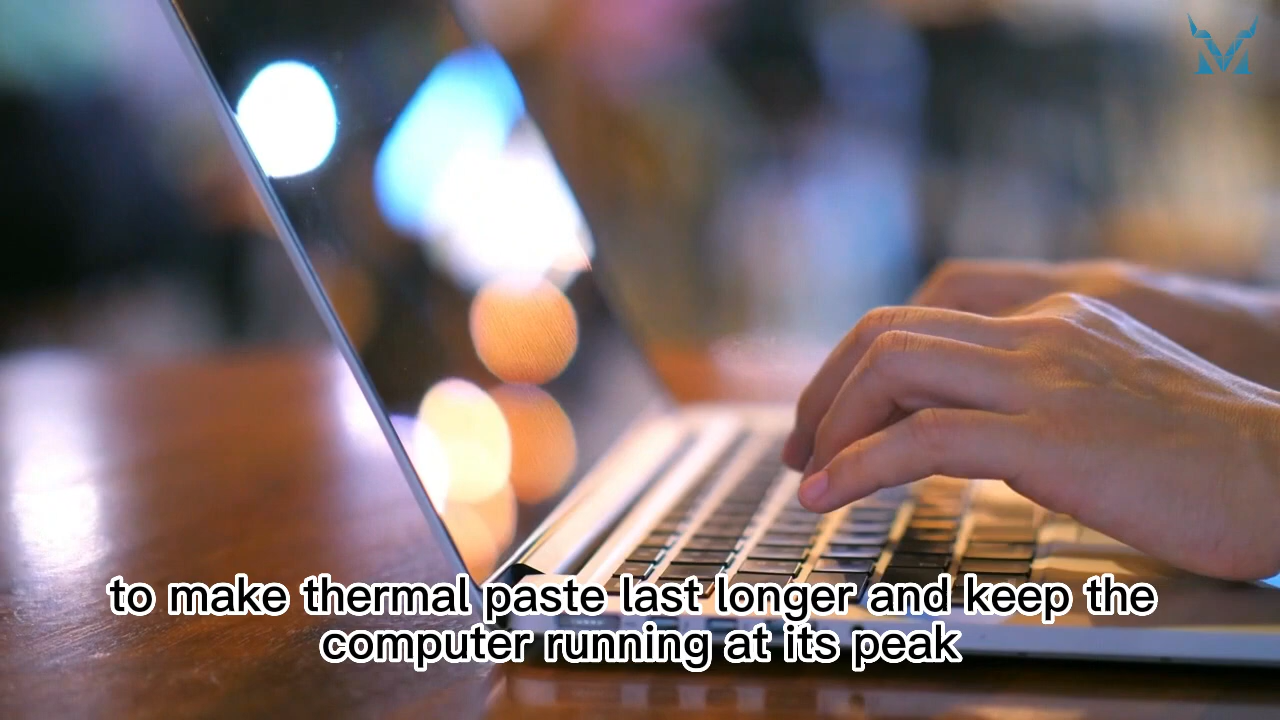 to make thermal paste last longer and keep the
computer running at its peak